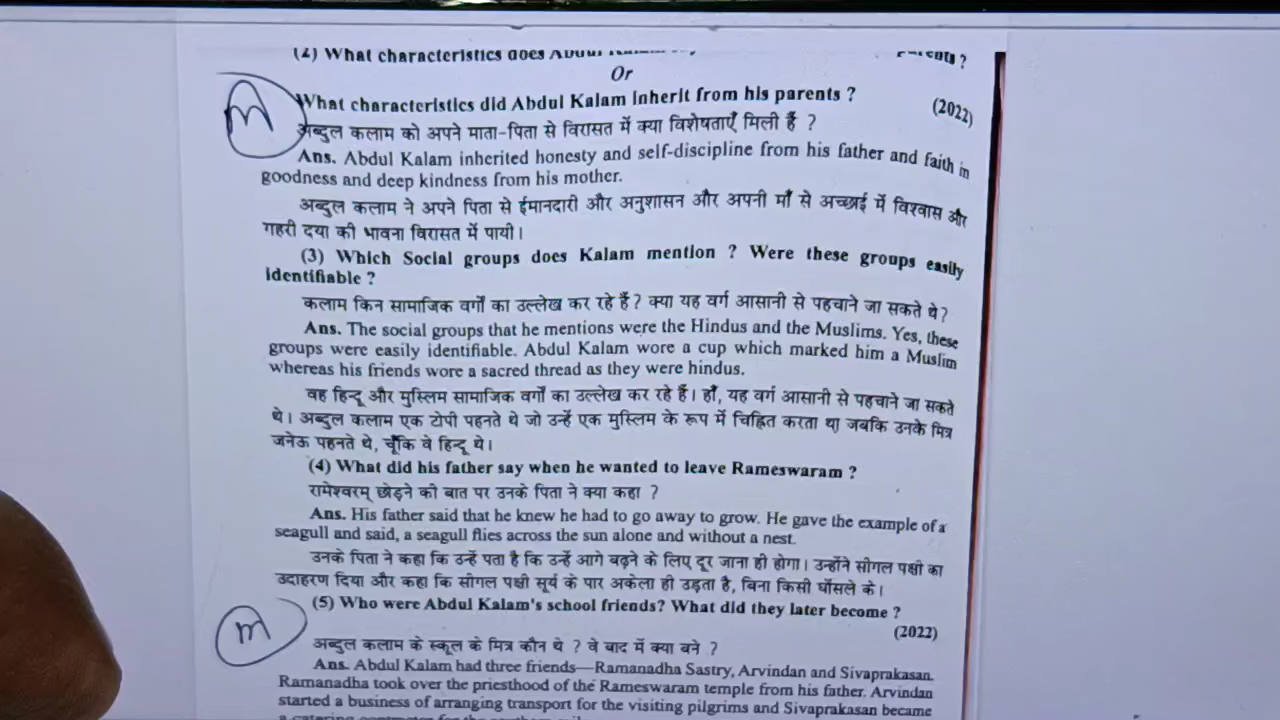 (2) What characteristics does Abdul Parents ?
Or
What characteristics did Abdul Kalam inherit from his parents ?
(2022)
m
अब्दुल कलाम को अपने माता-पिता से विरासत में क्या विशेषताएँ मिली हैं ?
Ans. Abdul Kalam inherited honesty and self-discipline from his father and faith in
goodness and deep kindness from his mother.
अब्दुल कलाम ने अपने पिता से ईमानदारी और अनुशासन और अपनी माँ से अच्छाई में विश्वास और
गहरी दया की भावना विरासत में पायी।
(3) Which Social groups does Kalam mention ? Were these groups easily
identifiable ?
कलाम किन सामाजिक वर्गों का उल्लेख कर रहे हैं? क्या यह वर्ग आसानी से पहचाने जा सकते थे?
Ans. The social groups that he mentions were the Hindus and the Muslims. Yes, these
groups were easily identifiable. Abdul Kalam wore a cup which marked him a Muslim
whereas his friends wore a sacred thread as they were hindus.
वह हिन्दू और मुस्लिम सामाजिक वर्गों का उल्लेख कर रहे हैं। हाँ, यह वर्ग आसानी से पहचाने जा सकते
थे। अब्दुल कलाम एक टोपी पहनते थे जो उन्हें एक मुस्लिम के रूप में चिह्नित करता था जबकि उनके मित्र
जनेऊ पहनते थे, चूँकि वे हिन्दू थे।
(4) What did his father say when he wanted to leave Rameswaram ?
रामेश्वरम् छोड़ने की बात पर उनके पिता ने क्या कहा ?
Ans. His father said that he knew he had to go away to grow. He gave the example of a
seagull and said, a seagull flies across the sun alone and without a nest.
उनके पिता ने कहा कि उन्हें पता है कि उन्हें आगे बढ़ने के लिए दूर जाना ही होगा। उन्होंने सीगल पक्षी का
उदाहरण दिया और कहा कि सीगल पक्षी सूर्य के पार अकेला ही उड़ता है, बिना किसी घोंसले के।
(5) Who were Abdul Kalam's school friends? What did they later become ?
(2022)
m
अब्दुल कलाम के स्कूल के मित्र कौन थे ? वे बाद में क्या बने ?
Ans. Abdul Kalam had three friends—Ramanadha Sastry, Arvindan and Sivaprakasan.
Ramanadha took over the priesthood of the Rameswaram temple from his father. Arvindan
started a business of arranging transport for the visiting pilgrims and Sivaprakasan became